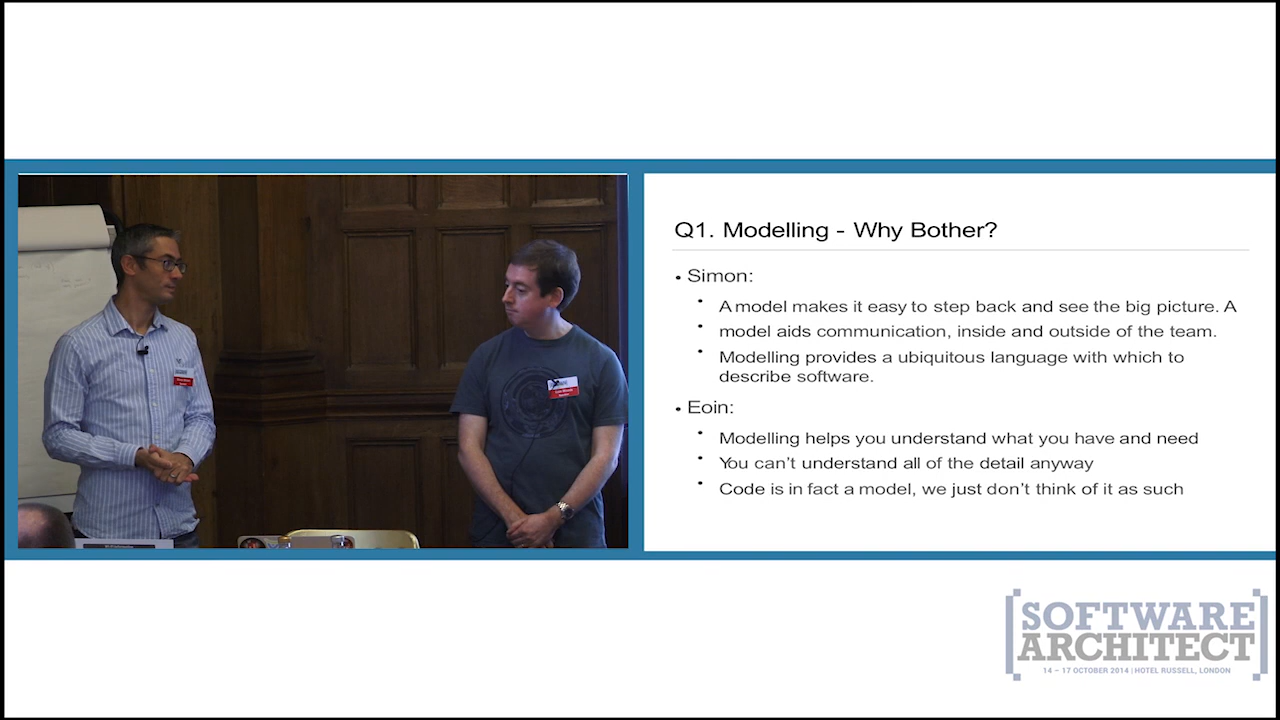 Q1. Modelling - Why Bother?
• Simon:
• A model makes it easy to step back and see the big picture. A
• model aids communication, inside and outside of the team.
• Modelling provides a ubiquitous language with which to
describe software.
• Eoin:
• Modelling helps you understand what you have and need
• You can’t understand all of the detail anyway
• Code is in fact a model, we just don’t think of it as such
[SOFTWARE
ARCHITECT]
14 – 17 OCTOBER 2014 | HOTEL RUSSELL, LONDON